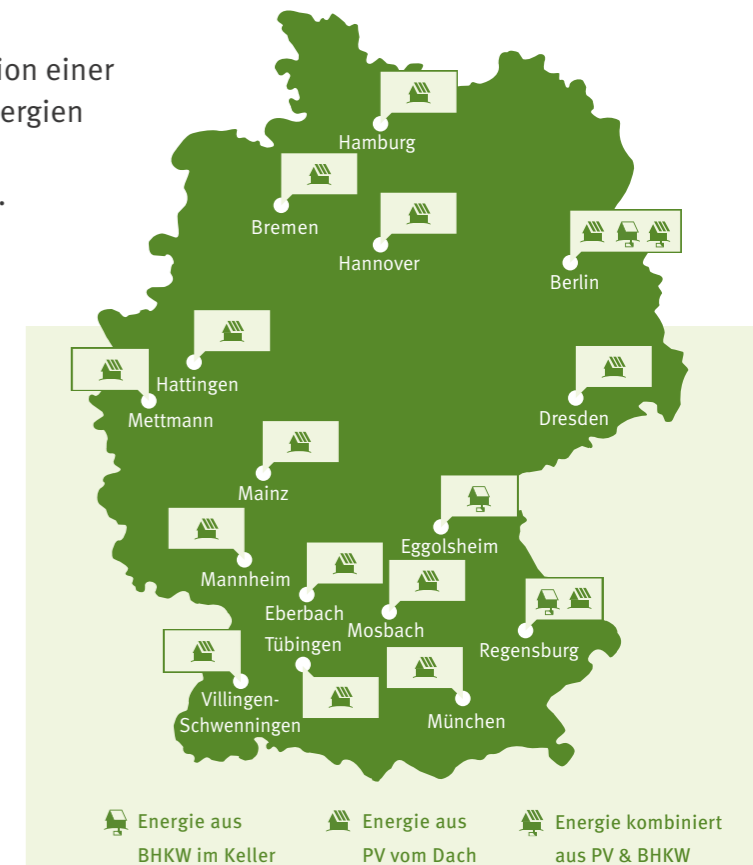 ion einer
ergien
.
Hamburg
Bremen
Hannover
Berlin
Hattingen
Mettmann
Dresden
Mainz
Eggolsheim
Mannheim
Eberbach
Mosbach
Tübingen
Regensburg
Villingen-
Schwenningen
München
Energie aus
BHKW im Keller
Energie aus
PV vom Dach
Energie kombiniert
aus PV & BHKW